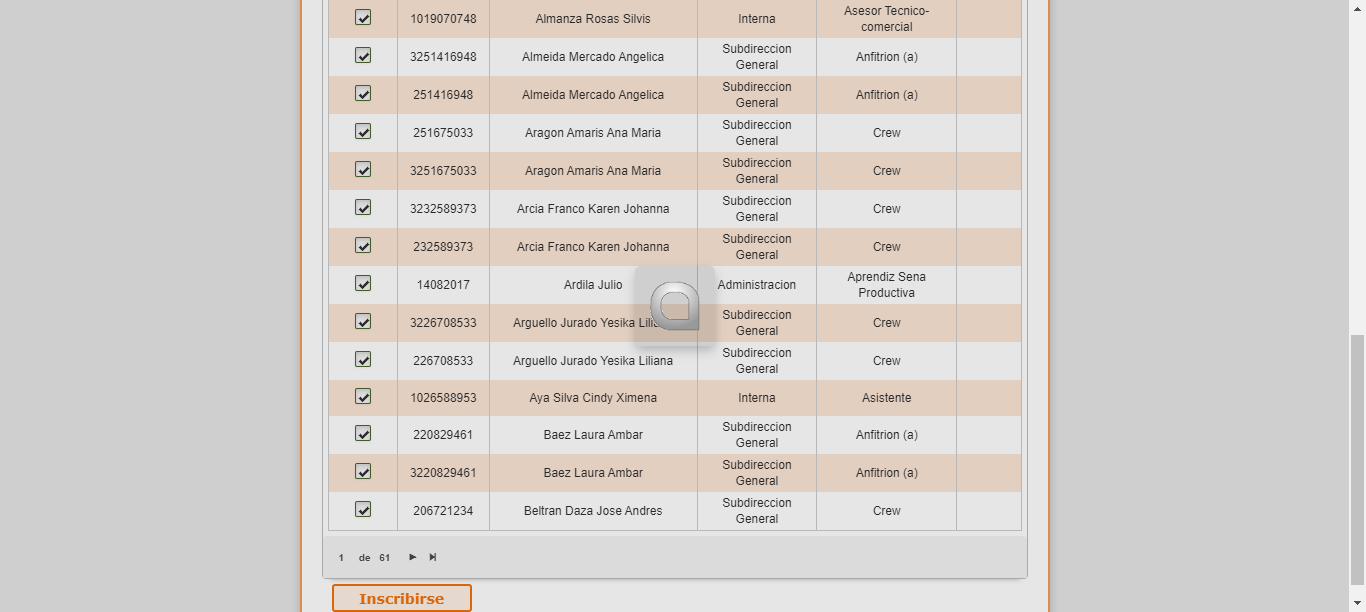 1019070748 Almanza Rosas Silvis Interna Asesor Tecnico-
comercial
3251416948 Almeida Mercado Angelica Subdireccion
General Anfitrion (a)
251416948 Almeida Mercado Angelica Subdireccion
General Anfitrion (a)
251675033 Aragon Amaris Ana Maria Subdireccion
General Crew
3251675033 Aragon Amaris Ana Maria Subdireccion
General Crew
3232589373 Arcia Franco Karen Johanna Subdireccion
General Crew
232589373 Arcia Franco Karen Johanna Subdireccion
General Crew
14082017 Ardila Julio Administracion Aprendiz Sena
Productiva
3226708533 Arguello Jurado Yesika Subdireccion
General Crew
226708533 Arguello Jurado Yesika Liliana Subdireccion
General Crew
1026588953 Aya Silva Cindy Ximena Interna Asistente
220829461 Baez Laura Ambar Subdireccion
General Anfitrion (a)
3220829461 Baez Laura Ambar Subdireccion
General Anfitrion (a)
206721234 Beltran Daza Jose Andres Subdireccion
General Crew
1 de 61
Inscribirse